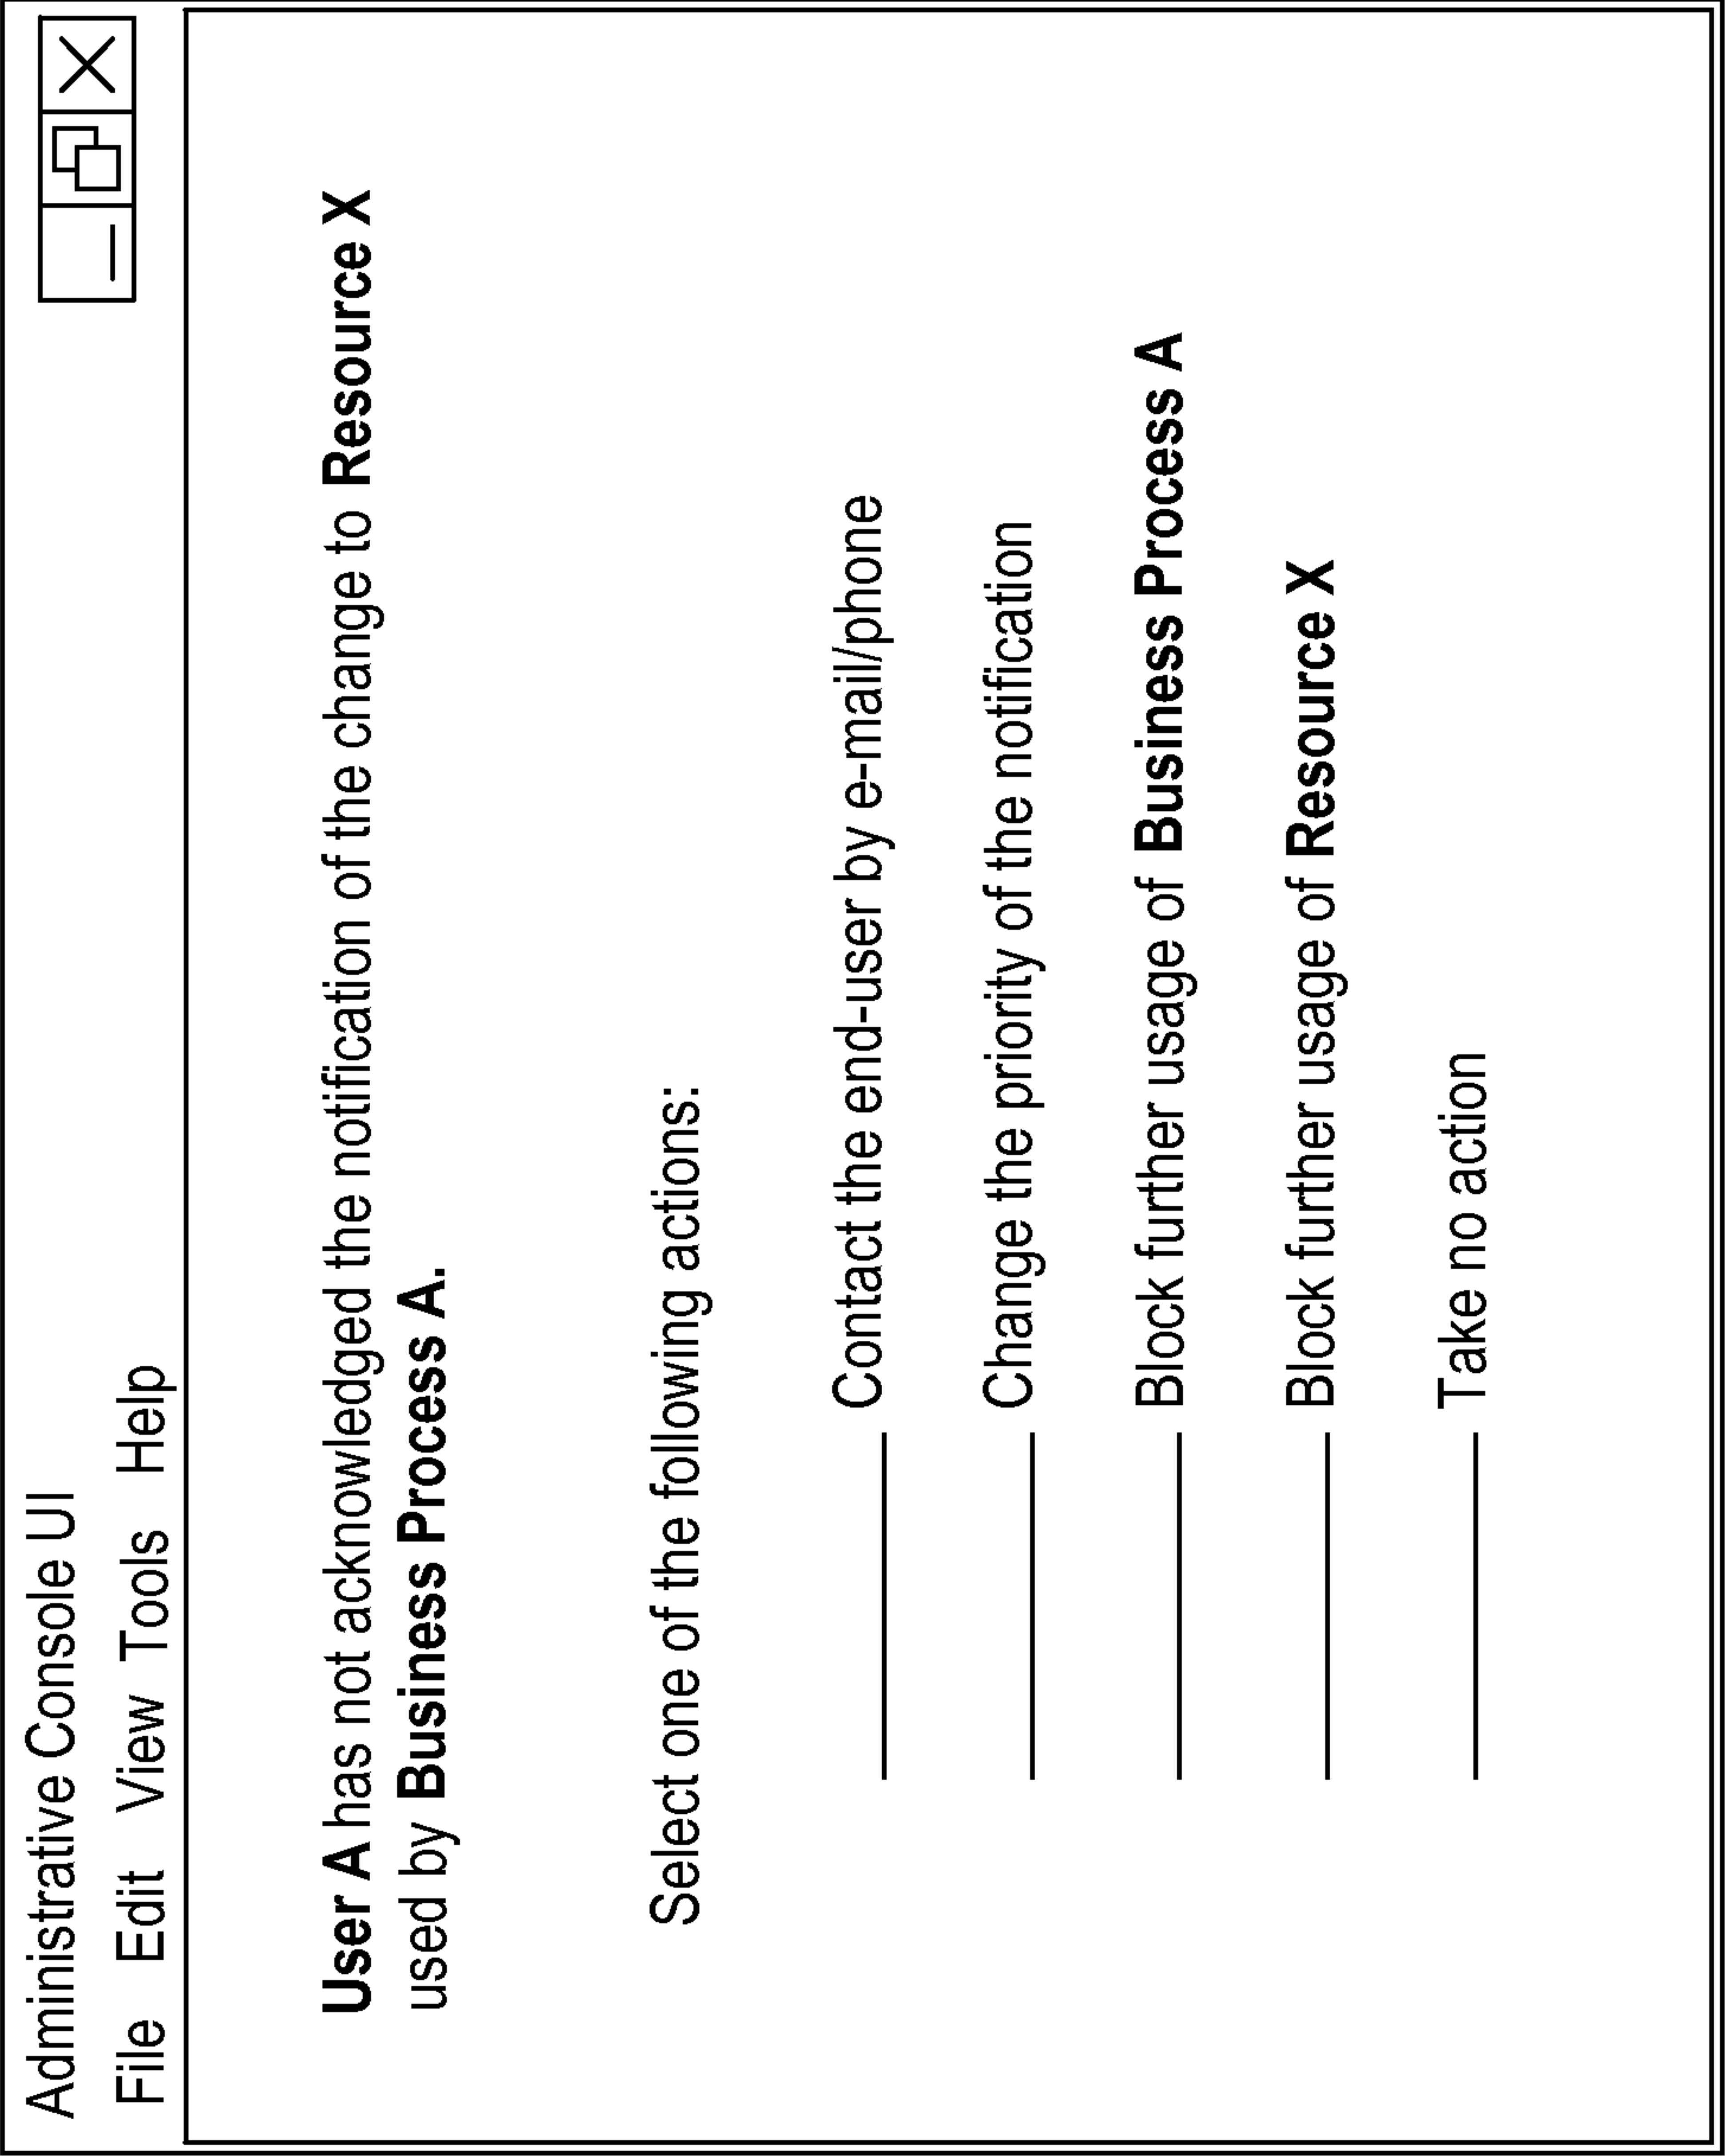 Administrative Console UI
File Edit View Tools Help
User A has not acknowledged the notification of the change to Resource X
used by Business Process A.
Select one of the following actions:
Contact the end-user by e-mail/phone
Change the priority of the notification
Block further usage of Business Process A
Block further usage of Resource X
Take no action